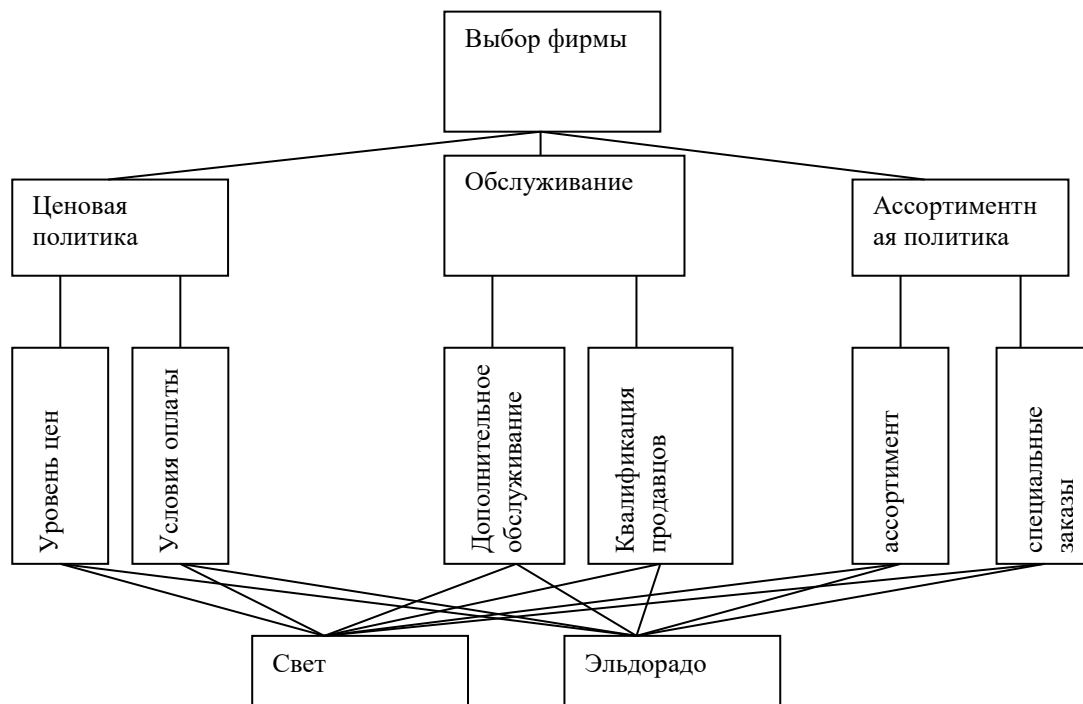 Выбор фирмы
Ценовая
политика
Обслуживание
Ассортиментн
ая политика
Уровень цен
Условия оплаты
Дополнительное
обслуживание
Квалификация
продавцов
ассортимент
специальные
заказы
Свет
Эльдорадо